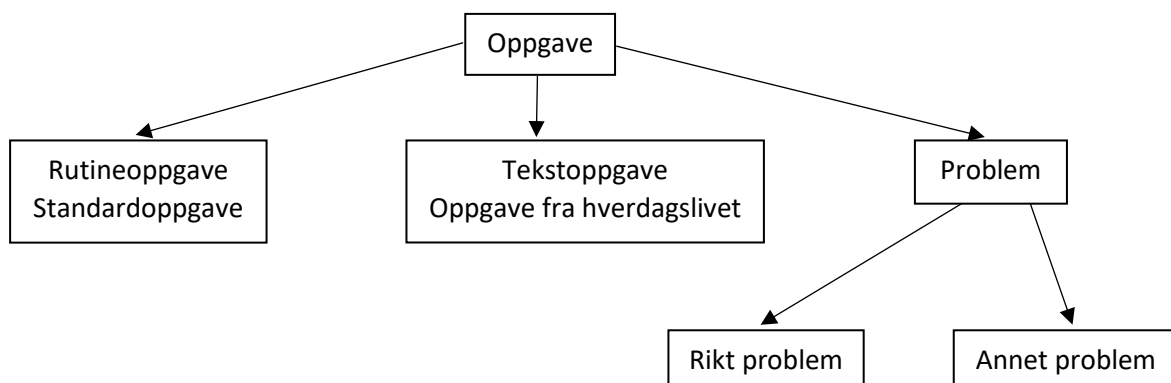 Oppgave
Rutineoppgave
Standardoppgave
Tekstoppgave
Oppgave fra hverdagslivet
Problem
Rikt problem
Annet problem